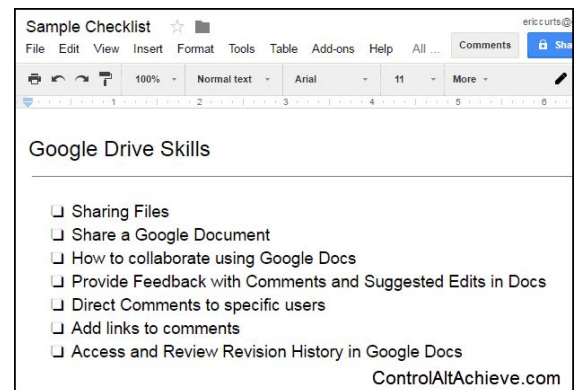 Sample Checklist
ericcurts@
File Edit View Insert Format Tools Table Add-ons Help All ... Comments Sha
100% Normal text Arial 11 More
1 2 3 4 5 6
Google Drive Skills
❏ Sharing Files
❏ Share a Google Document
❏ How to collaborate using Google Docs
❏ Provide Feedback with Comments and Suggested Edits in Docs
❏ Direct Comments to specific users
❏ Add links to comments
❏ Access and Review Revision History in Google Docs
ControlAltAchieve.com